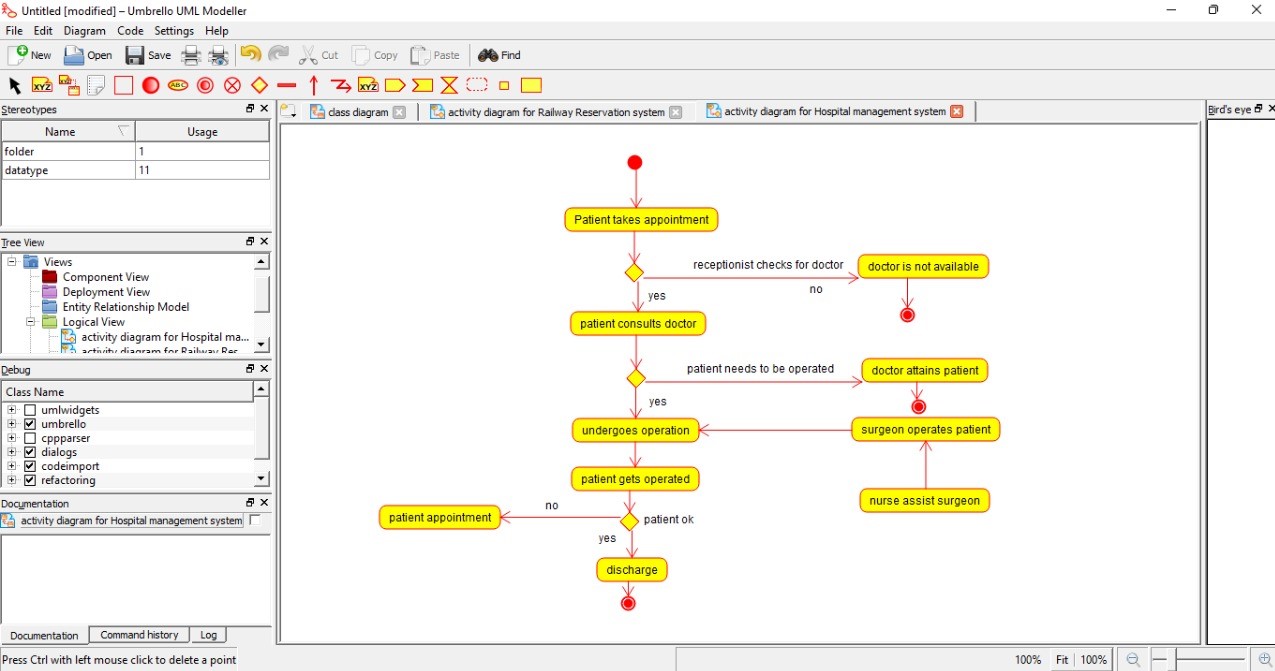 Untitled [modified] – Umbrello UML Modeller
File Edit Diagram Code Settings Help
New Open Save Cut Copy Paste Find
XYZ ABC XYZ
Stereotypes
Name Usage
folder 1
datatype 11
Tree View
Views
Component View
Deployment View
Entity Relationship Model
Logical View
activity diagram for Hospital ma...
activity diagram for Railway Res...
Debug
Class Name
umlwidgets
umbrello
cppparser
dialogs
codeimport
refactoring
Documentation
activity diagram for Hospital management system
Documentation Command history Log
Press Ctrl with left mouse click to delete a point
class diagram activity diagram for Railway Reservation system activity diagram for Hospital management system
Bird's eye
Patient takes appointment
receptionist checks for doctor
doctor is not available
no
yes
patient consults doctor
patient needs to be operated
doctor attains patient
yes
undergoes operation
surgeon operates patient
patient gets operated
nurse assist surgeon
no
patient appointment
patient ok
yes
discharge
100% Fit 100%